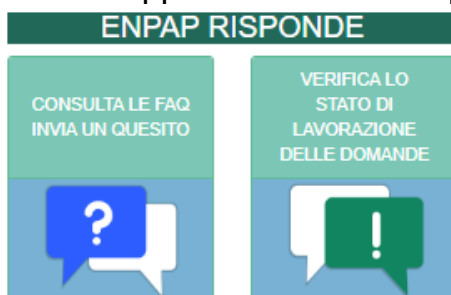 ENPAP RISPONDE
CONSULTA LE FAQ
INVIA UN QUESITO
VERIFICA LO
STATO DI
LAVORAZIONE
DELLE DOMANDE
?
!